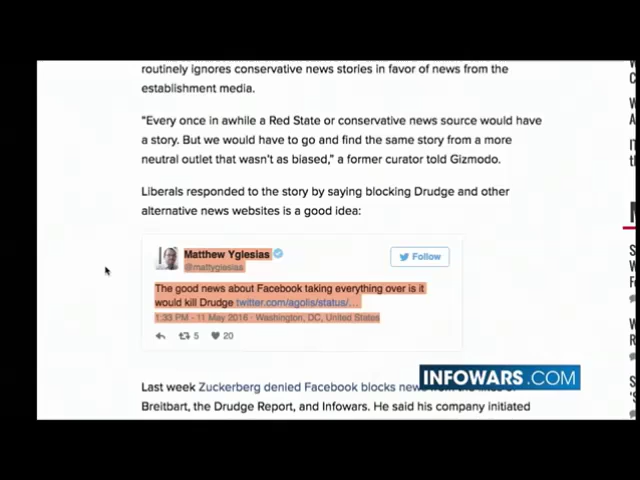 routinely ignores conservative news stories in favor of news from the
establishment media.
“Every once in awhile a Red State or conservative news source would have
a story. But we would have to go and find the same story from a more
neutral outlet that wasn't as biased,” a former curator told Gizmodo.
Liberals responded to the story by saying blocking Drudge and other
alternative news websites is a good idea:
Matthew Yglesias
@mattyglesias
Follow
The good news about Facebook taking everything over is it
would kill Drudge twitter.com/agolis/status/...
1:33 PM - 11 May 2016 · Washington, DC, United States
5 20
INFOWARS.COM
Last week Zuckerberg denied Facebook blocks news
Breitbart, the Drudge Report, and Infowars. He said his company initiated